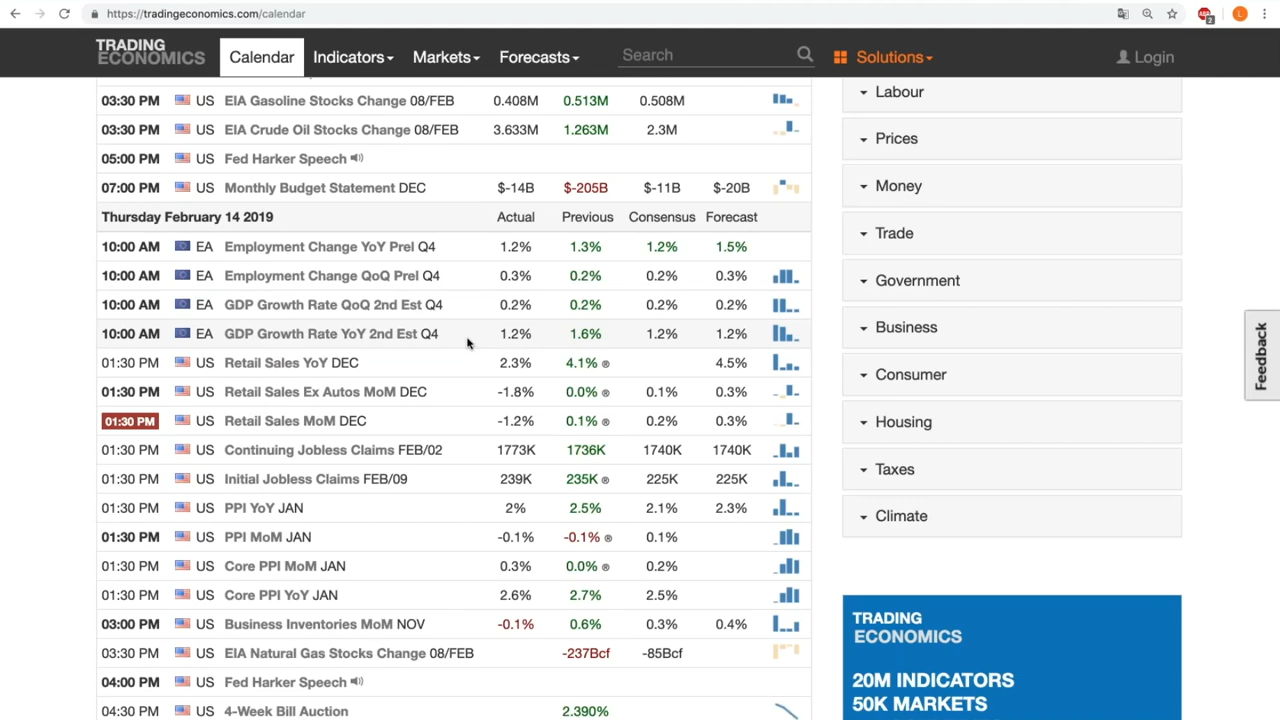 https://tradingeconomics.com/calendar
2
L
TRADING
ECONOMICS
Calendar Indicators Markets Forecasts Search Solutions Login
03:30 PM US EIA Gasoline Stocks Change 08/FEB 0.408M 0.513M 0.508M
03:30 PM US EIA Crude Oil Stocks Change 08/FEB 3.633M 1.263M 2.3M
05:00 PM US Fed Harker Speech
07:00 PM US Monthly Budget Statement DEC $-14B $-205B $-11B $-20B
Thursday February 14 2019 Actual Previous Consensus Forecast
10:00 AM EA Employment Change YoY Prel Q4 1.2% 1.3% 1.2% 1.5%
10:00 AM EA Employment Change QoQ Prel Q4 0.3% 0.2% 0.2% 0.3%
10:00 AM EA GDP Growth Rate QoQ 2nd Est Q4 0.2% 0.2% 0.2% 0.2%
10:00 AM EA GDP Growth Rate YoY 2nd Est Q4 1.2% 1.6% 1.2% 1.2%
01:30 PM US Retail Sales YoY DEC 2.3% 4.1% ® 4.5%
01:30 PM US Retail Sales Ex Autos MoM DEC -1.8% 0.0% ® 0.1% 0.3%
01:30 PM US Retail Sales MoM DEC -1.2% 0.1% ® 0.2% 0.3%
01:30 PM US Continuing Jobless Claims FEB/02 1773K 1736K 1740K 1740K
01:30 PM US Initial Jobless Claims FEB/09 239K 235K ® 225K 225K
01:30 PM US PPI YoY JAN 2% 2.5% 2.1% 2.3%
01:30 PM US PPI MoM JAN -0.1% -0.1% ® 0.1%
01:30 PM US Core PPI MoM JAN 0.3% 0.0% ® 0.2%
01:30 PM US Core PPI YoY JAN 2.6% 2.7% 2.5%
03:00 PM US Business Inventories MoM NOV -0.1% 0.6% 0.3% 0.4%
03:30 PM US EIA Natural Gas Stocks Change 08/FEB -237Bcf -85Bcf
04:00 PM US Fed Harker Speech
04:30 PM US 4-Week Bill Auction 2.390%
Labour
Prices
Money
Trade
Government
Business
Consumer
Housing
Taxes
Climate
TRADING
ECONOMICS
20M INDICATORS
50K MARKETS
Feedback